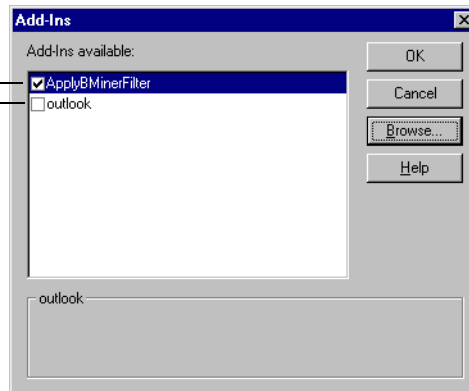 Add-Ins
Add-Ins available:
ApplyBMinerFilter
outlook
OK
Cancel
Browse...
Help
outlook